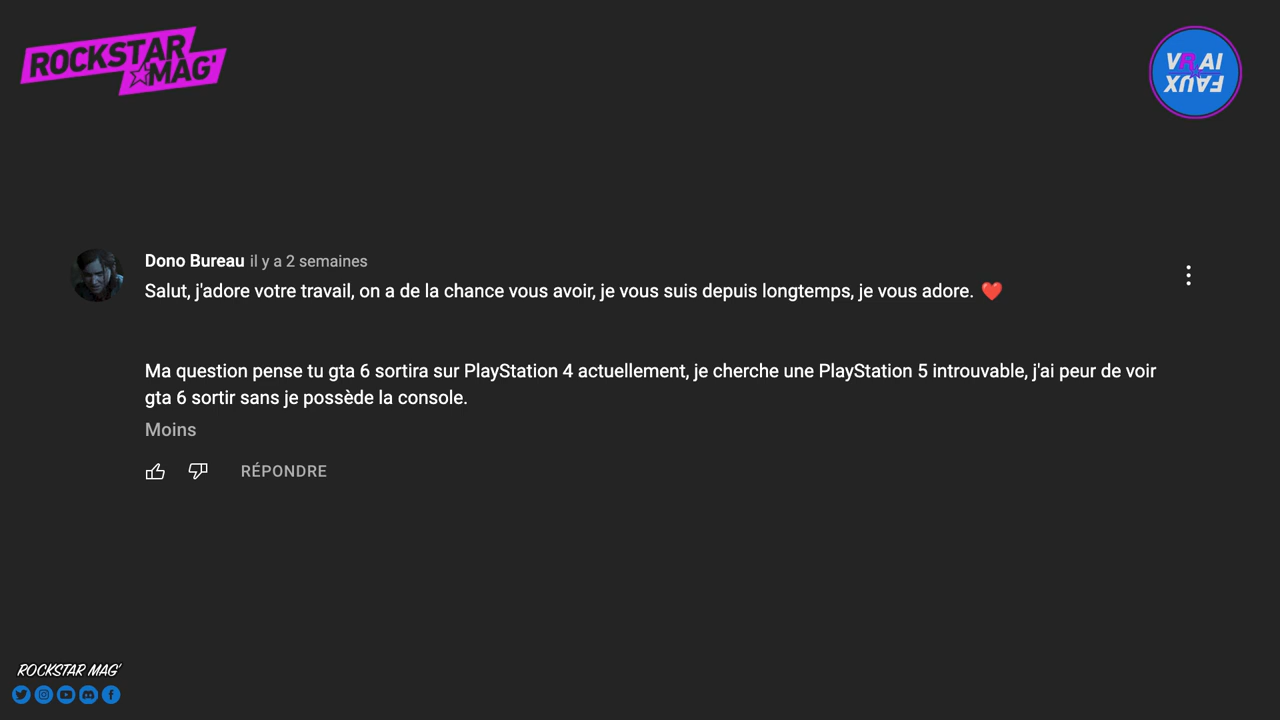 ROCKSTAR
MAG'
VRAI
FAUX
Dono Bureau il y a 2 semaines
Salut, j'adore votre travail, on a de la chance vous avoir, je vous suis depuis longtemps, je vous adore. ❤️
Ma question pense tu gta 6 sortira sur PlayStation 4 actuellement, je cherche une PlayStation 5 introuvable, j'ai peur de voir
gta 6 sortir sans je possède la console.
Moins
RÉPONDRE
ROCKSTAR MAG'